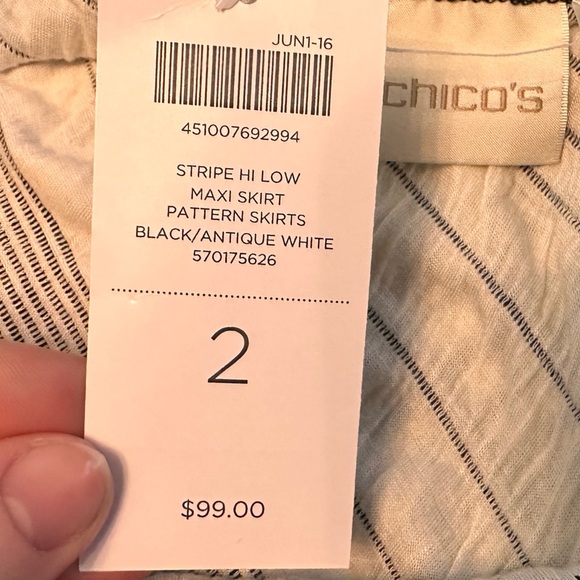 JUN1-16
451007692994
chico's
STRIPE HI LOW
MAXI SKIRT
PATTERN SKIRTS
BLACK/ANTIQUE WHITE
570175626
2
$99.00